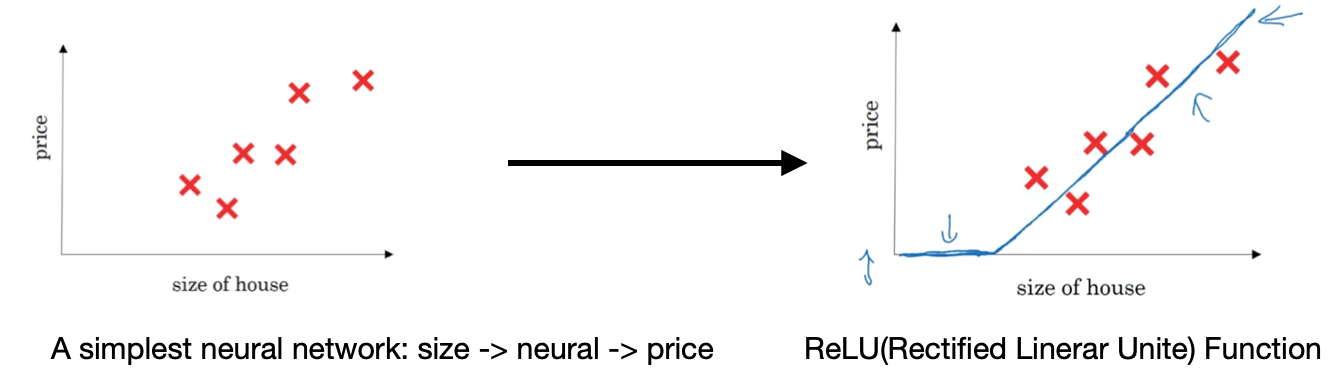 price
size of house
price
size of house
A simplest neural network: size -> neural -> price
ReLU(Rectified Linerar Unite) Function